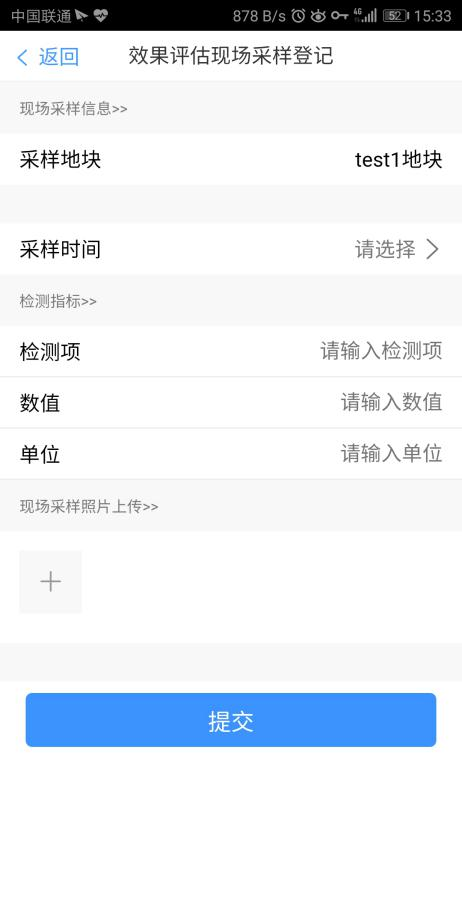 中国联通 878 B/s 4G 52 15:33
返回 效果评估现场采样登记
现场采样信息>>
采样地块 test1地块
采样时间 请选择
检测指标>>
检测项 请输入检测项
数值 请输入数值
单位 请输入单位
现场采样照片上传>>
提交